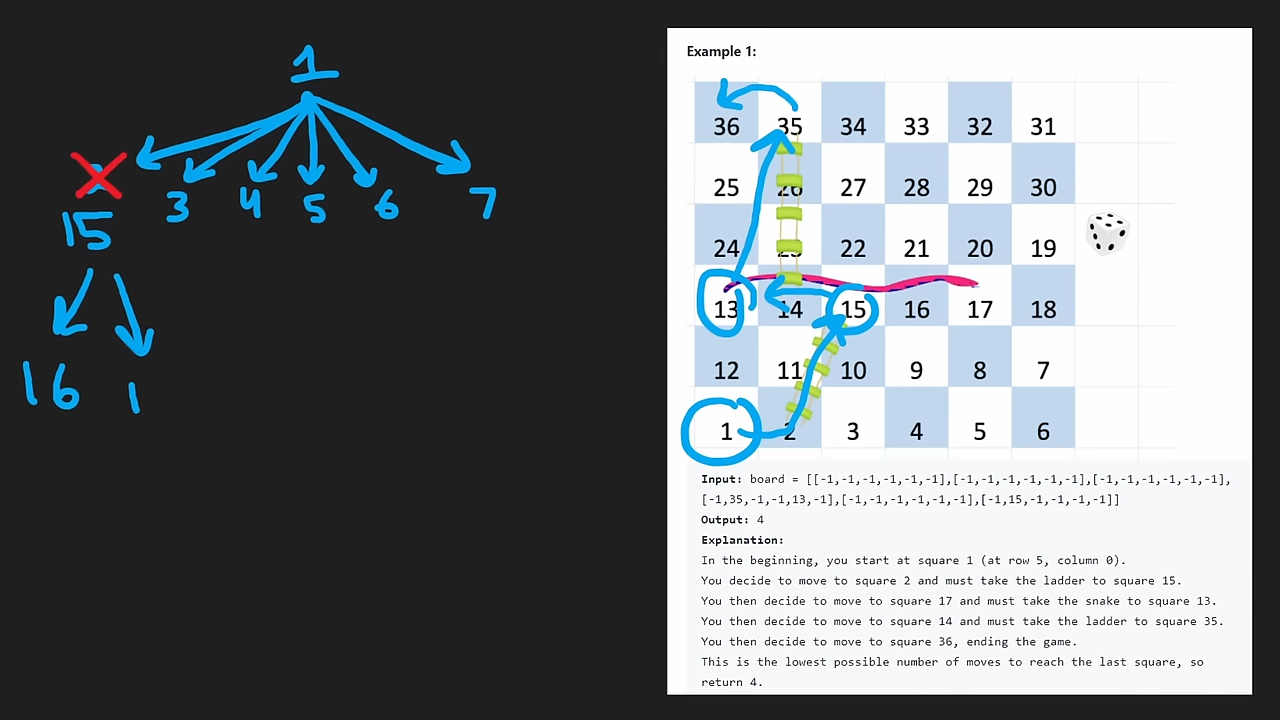 1
15
3 4 5 6 7
16 1
Example 1:
36 35 34 33 32 31
25 26 27 28 29 30
24 23 22 21 20 19
13 14 15 16 17 18
12 11 10 9 8 7
1 2 3 4 5 6
Input: board = [[-1,-1,-1,-1,-1,-1],[-1,-1,-1,-1,-1,-1],[-1,-1,-1,-1,-1,-1],
[-1,35,-1,-1,13,-1],[-1,-1,-1,-1,-1,-1],[-1,15,-1,-1,-1,-1]]
Output: 4
Explanation:
In the beginning, you start at square 1 (at row 5, column 0).
You decide to move to square 2 and must take the ladder to square 15.
You then decide to move to square 17 and must take the snake to square 13.
You then decide to move to square 14 and must take the ladder to square 35.
You then decide to move to square 36, ending the game.
This is the lowest possible number of moves to reach the last square, so
return 4.